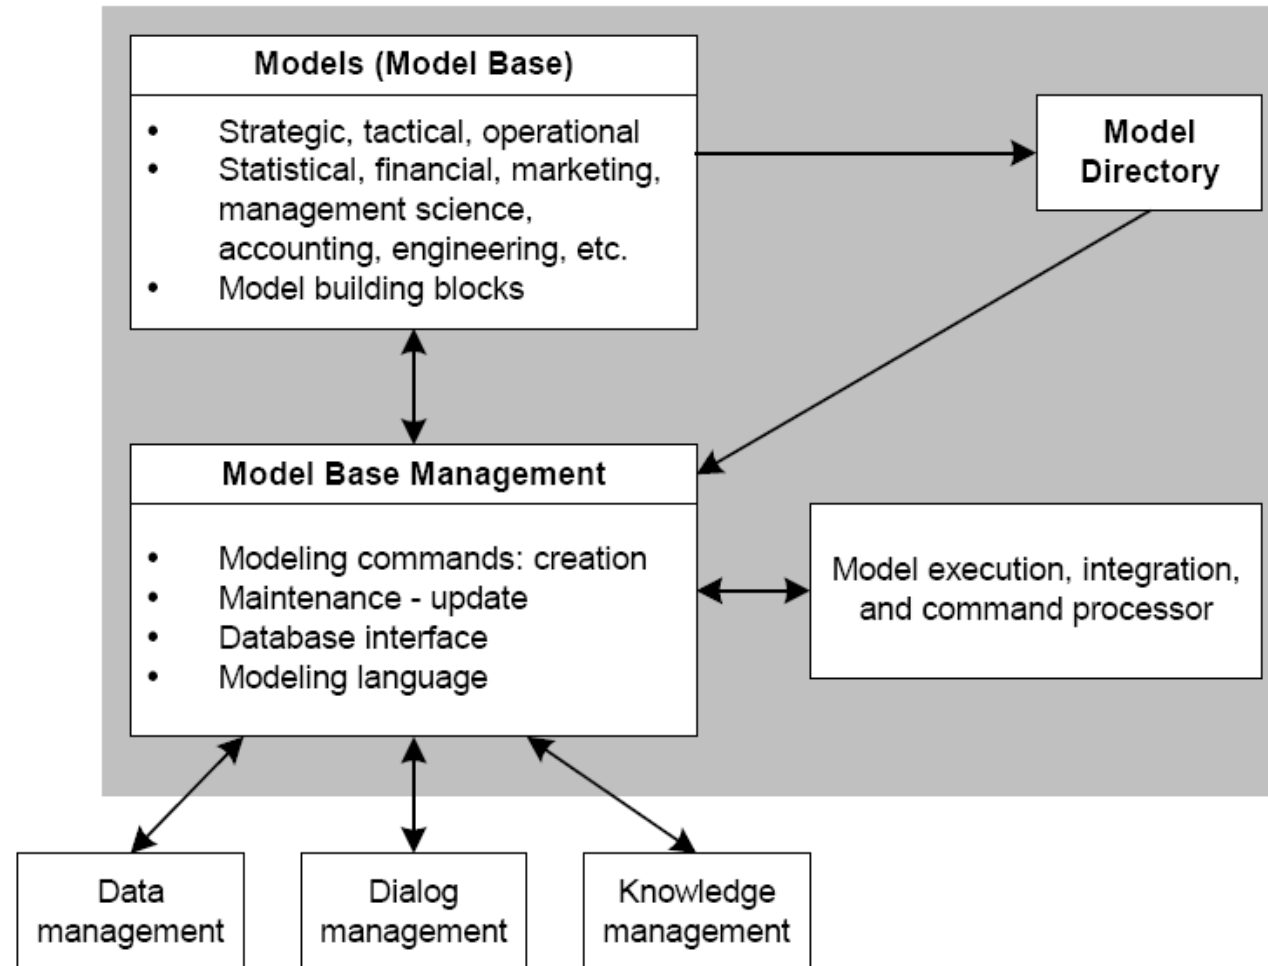 Models (Model Base)
• Strategic, tactical, operational
• Statistical, financial, marketing,
management science,
accounting, engineering, etc.
• Model building blocks
Model
Directory
Model Base Management
• Modeling commands: creation
• Maintenance - update
• Database interface
• Modeling language
Model execution, integration,
and command processor
Data
management
Dialog
management
Knowledge
management